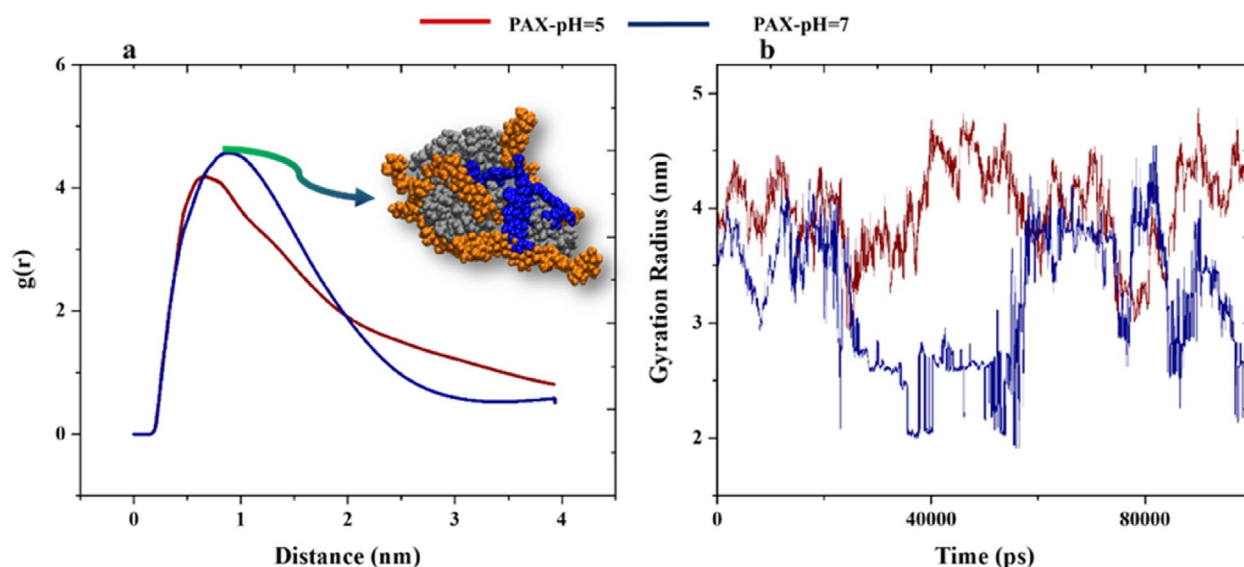 PAX-pH=5 PAX-pH=7
a
6
4
2
0
g(r)
0 1 2 3 4
Distance (nm)
b
5
4
3
2
Gyration Radius (nm)
0 40000 80000
Time (ps)